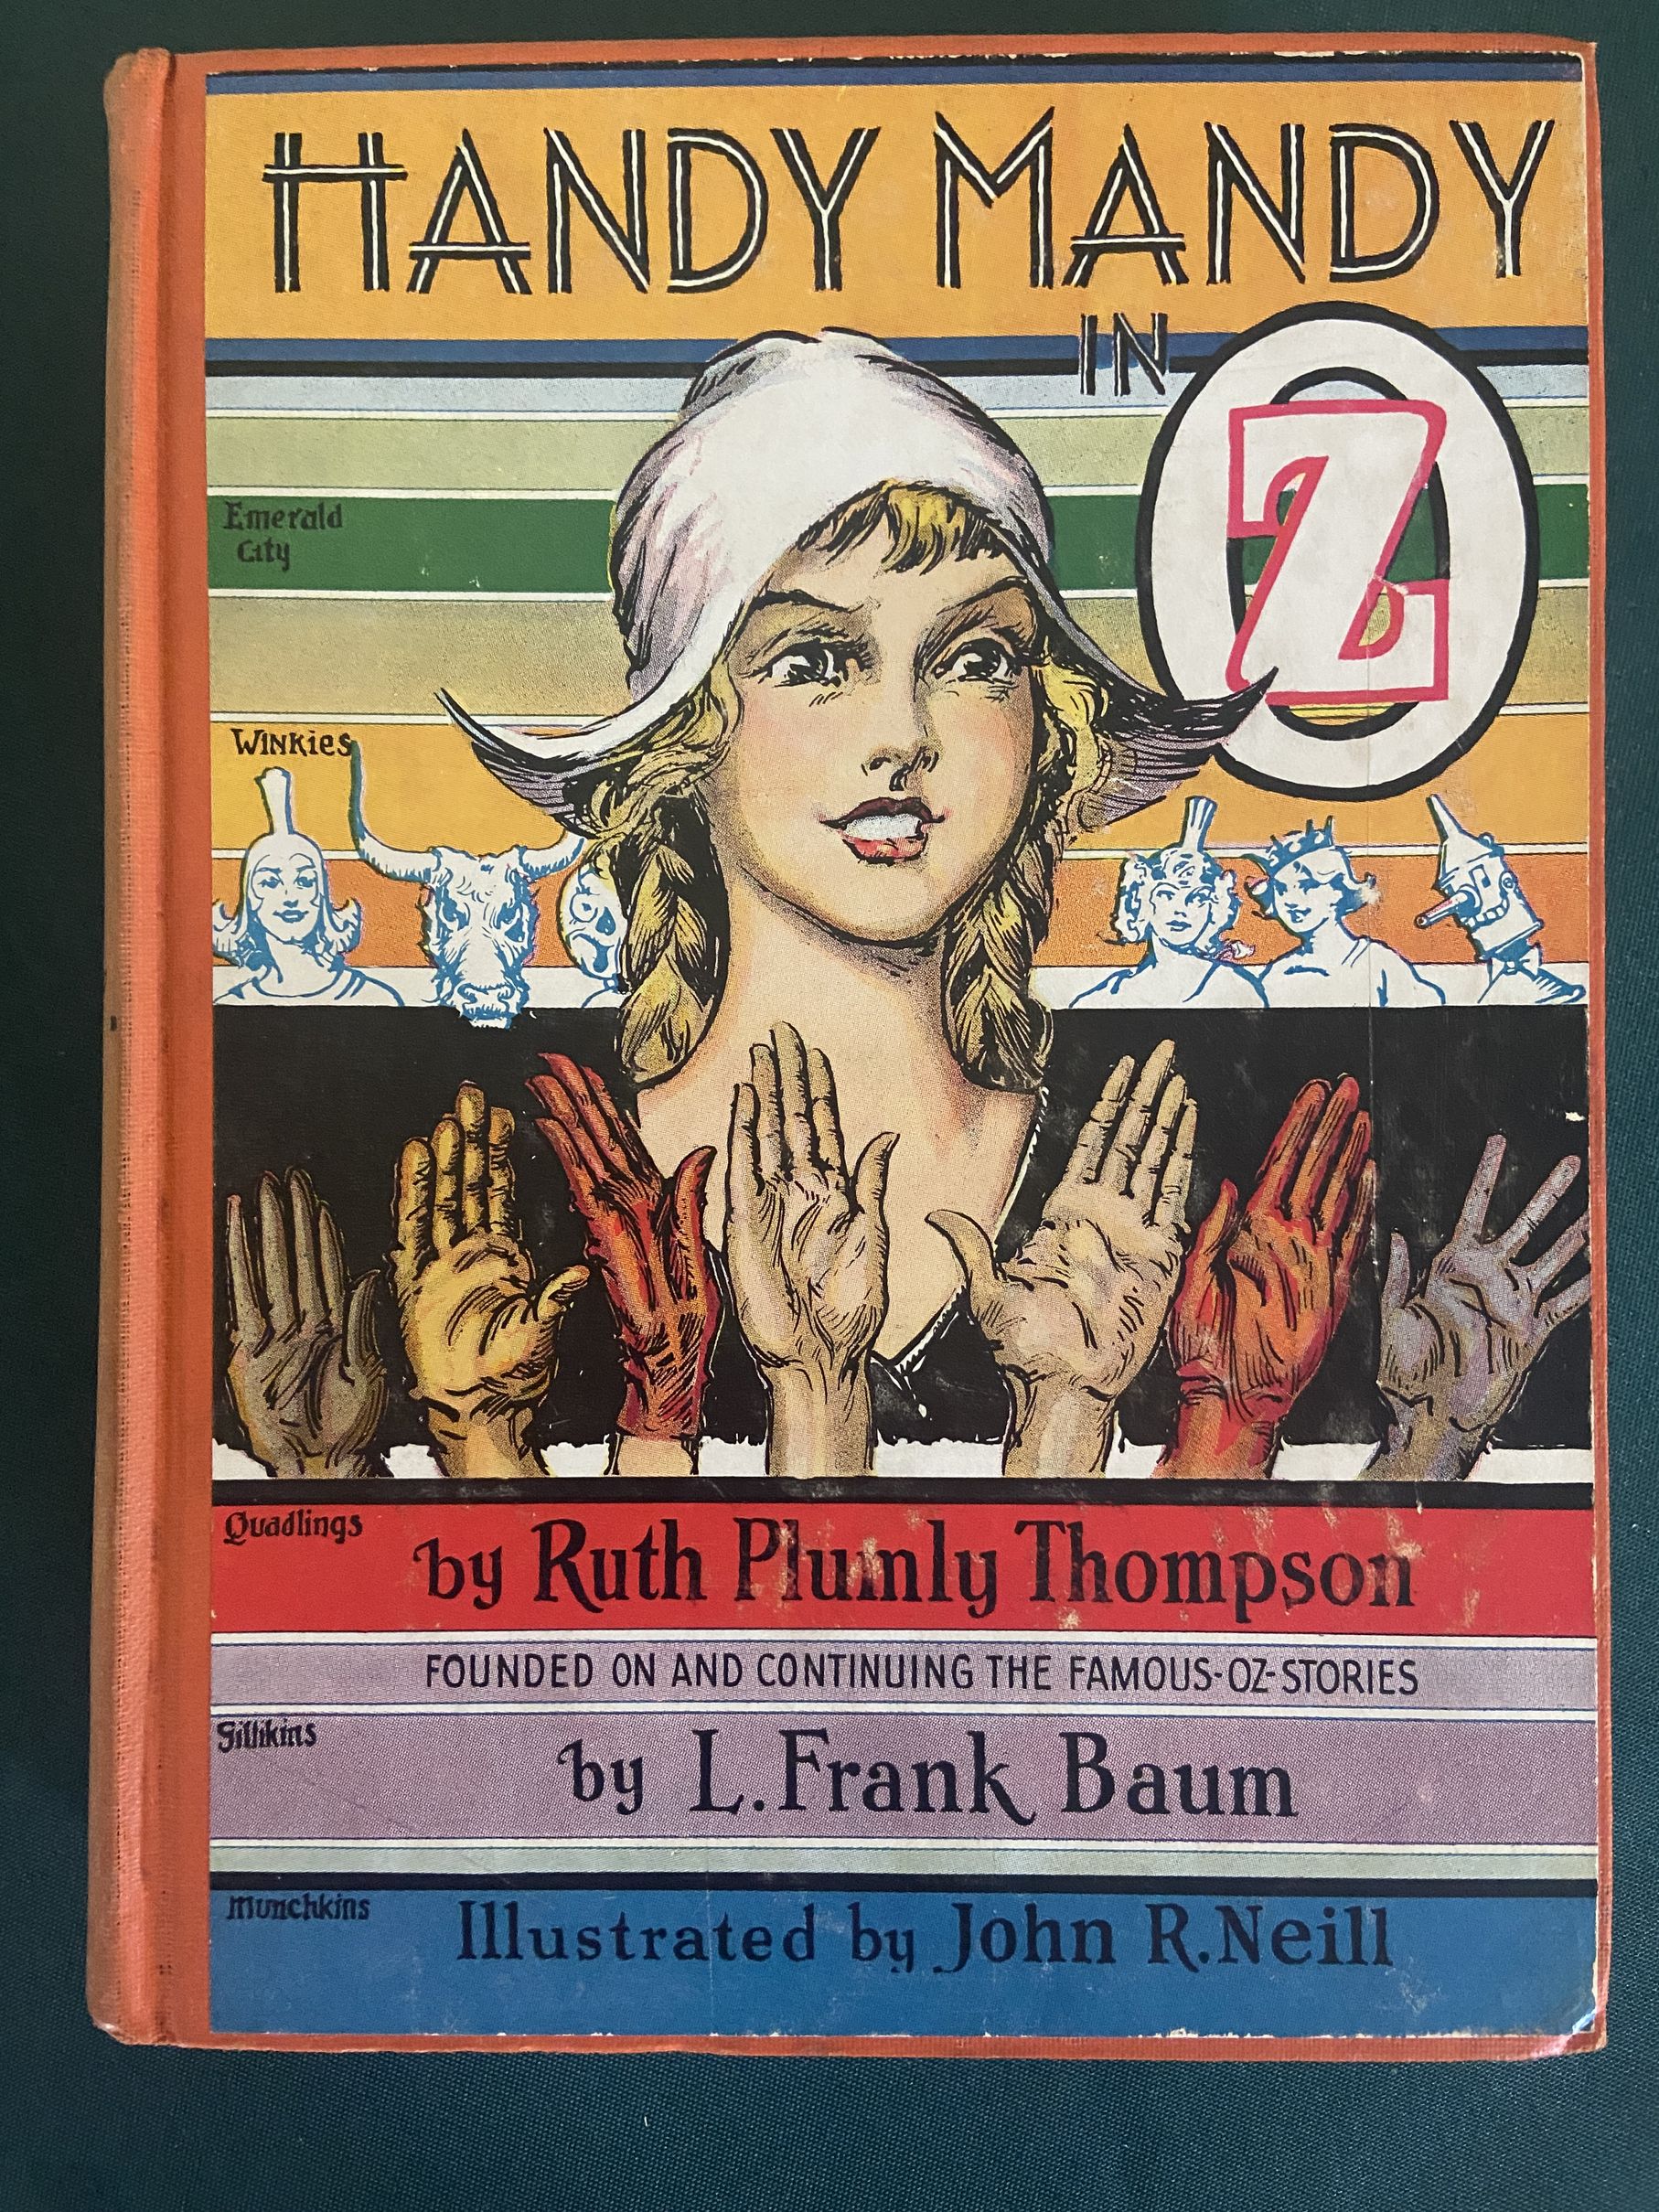 HANDY MANDY
IN OZ
Emerald
City
Winkies
Quadlings
by Ruth Plumly Thompson
FOUNDED ON AND CONTINUING THE FAMOUS-OZ-STORIES
Gillikins
by L. Frank Baum
Munchkins
Illustrated by John R. Neill